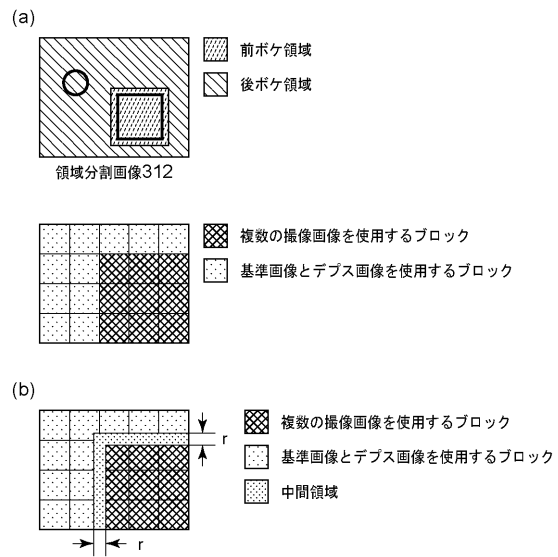 (a)
前ボケ領域
後ボケ領域
領域分割画像312
複数の撮像画像を使用するブロック
基準画像とデプス画像を使用するブロック
(b)
複数の撮像画像を使用するブロック
r
基準画像とデプス画像を使用するブロック
中間領域
r